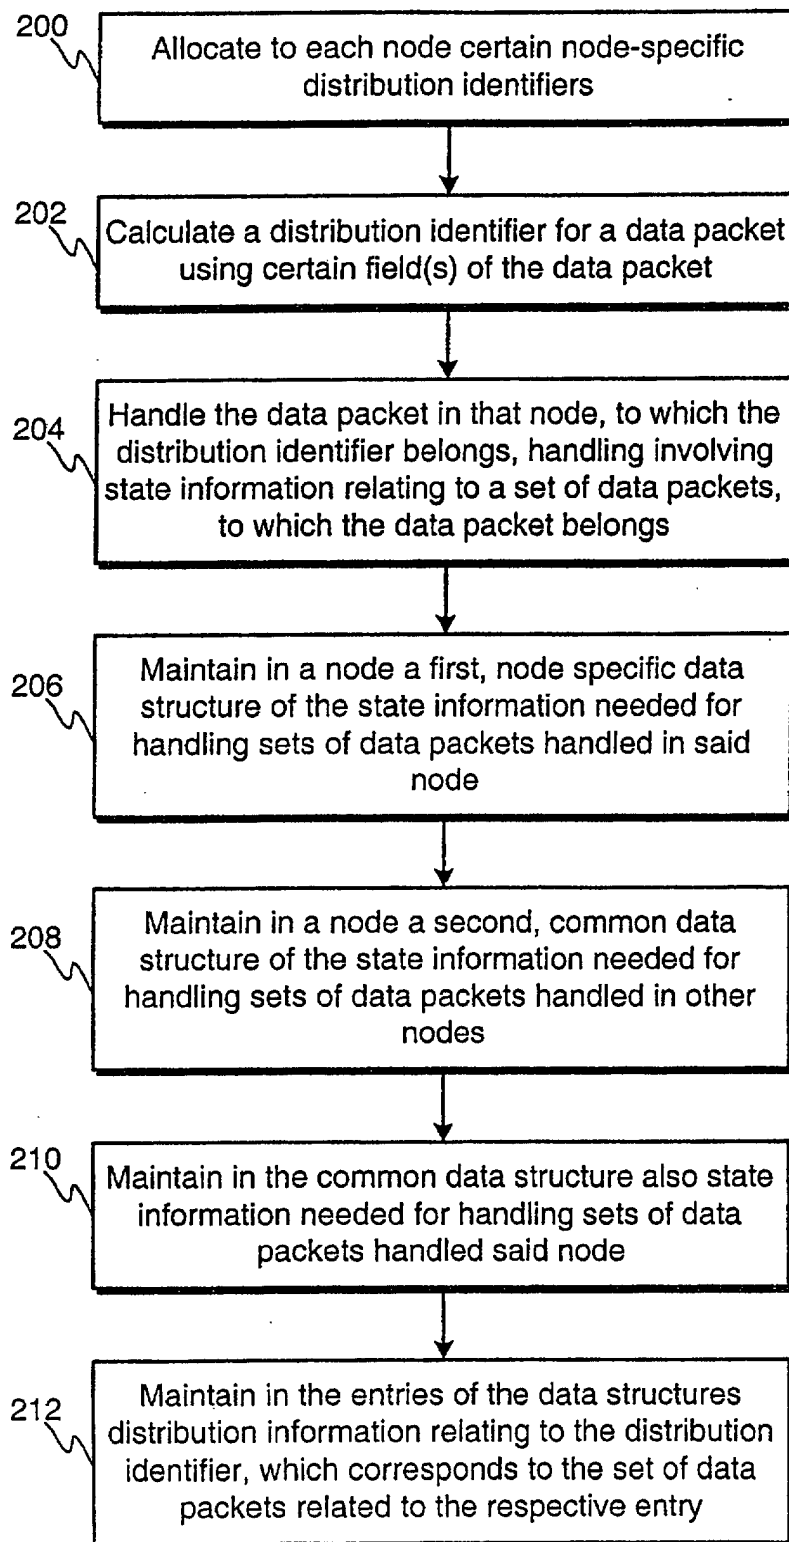 200
Allocate to each node certain node-specific
distribution identifiers
202
Calculate a distribution identifier for a data packet
using certain field(s) of the data packet
204
Handle the data packet in that node, to which the
distribution identifier belongs, handling involving
state information relating to a set of data packets,
to which the data packet belongs
206
Maintain in a node a first, node specific data
structure of the state information needed for
handling sets of data packets handled in said
node
208
Maintain in a node a second, common data
structure of the state information needed for
handling sets of data packets handled in other
nodes
210
Maintain in the common data structure also state
information needed for handling sets of data
packets handled said node
212
Maintain in the entries of the data structures
distribution information relating to the distribution
identifier, which corresponds to the set of data
packets related to the respective entry